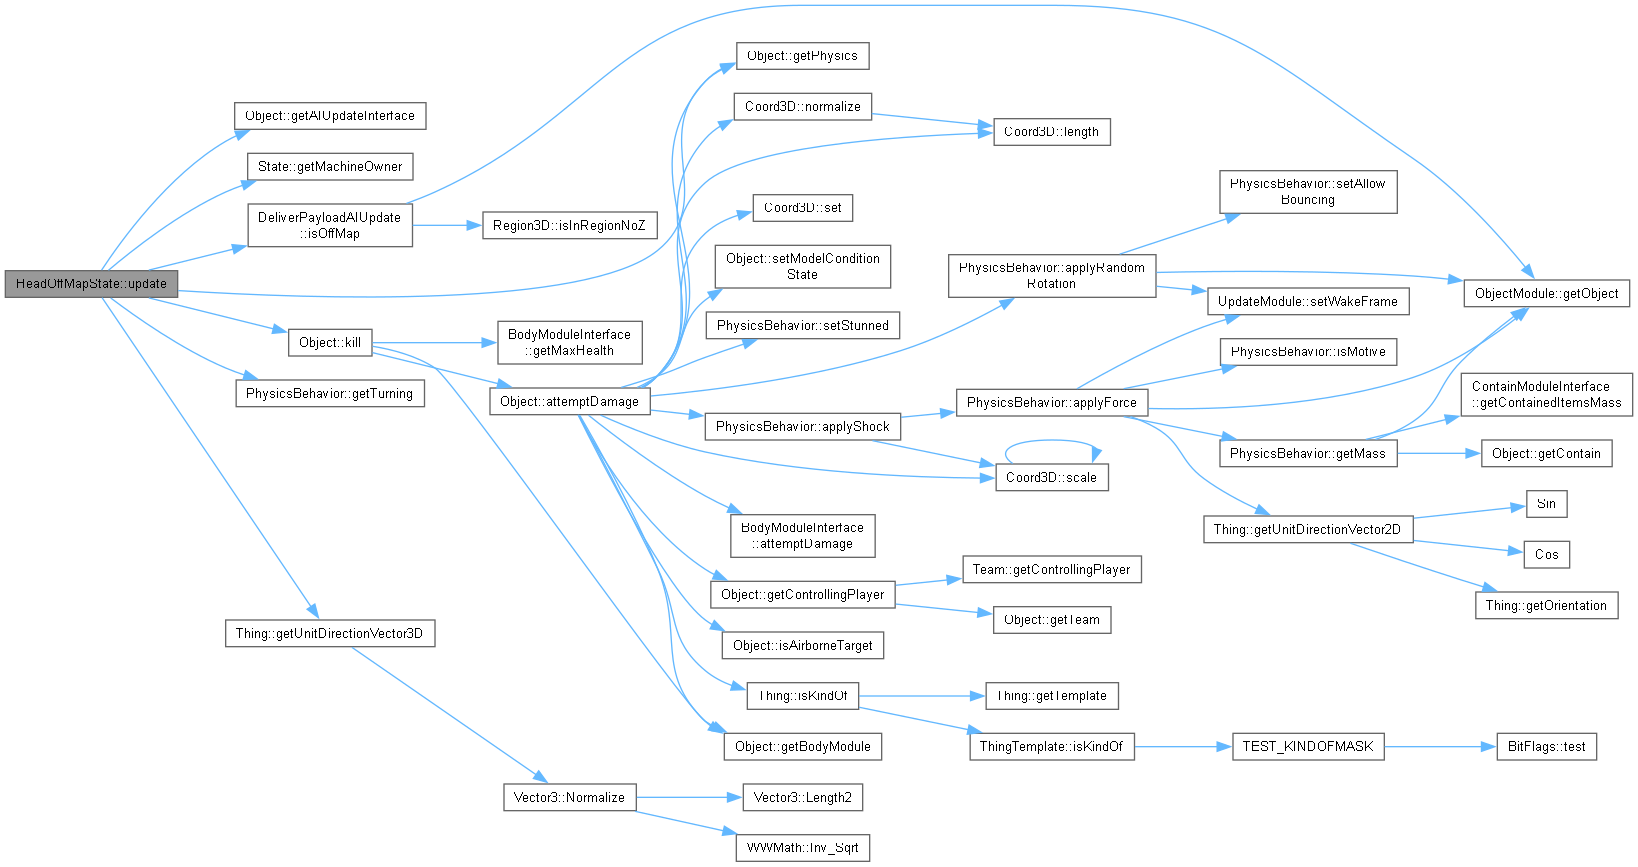 HeadOffMapState::update
Object::getAIUpdateInterface
State::getMachineOwner
DeliverPayloadAIUpdate
::isOffMap
Object::kill
PhysicsBehavior::getTurning
Thing::getUnitDirectionVector3D
Region3D::isInRegionNoZ
BodyModuleInterface
::getMaxHealth
Object::attemptDamage
Vector3::Normalize
Object::getPhysics
Coord3D::normalize
Coord3D::set
Object::setModelCondition
State
PhysicsBehavior::setStunned
PhysicsBehavior::applyShock
BodyModuleInterface
::attemptDamage
Object::getControllingPlayer
Object::isAirborneTarget
Thing::isKindOf
Object::getBodyModule
Vector3::Length2
WWMath::Inv_Sqrt
Coord3D::length
PhysicsBehavior::applyRandom
Rotation
PhysicsBehavior::applyForce
Coord3D::scale
Team::getControllingPlayer
Object::getTeam
Thing::getTemplate
ThingTemplate::isKindOf
PhysicsBehavior::setAllow
Bouncing
UpdateModule::setWakeFrame
PhysicsBehavior::isMotive
PhysicsBehavior::getMass
Thing::getUnitDirectionVector2D
TEST_KINDOFMASK
ObjectModule::getObject
ContainModuleInterface
::getContainedItemsMass
Object::getContain
Sin
Cos
Thing::getOrientation
BitFlags::test